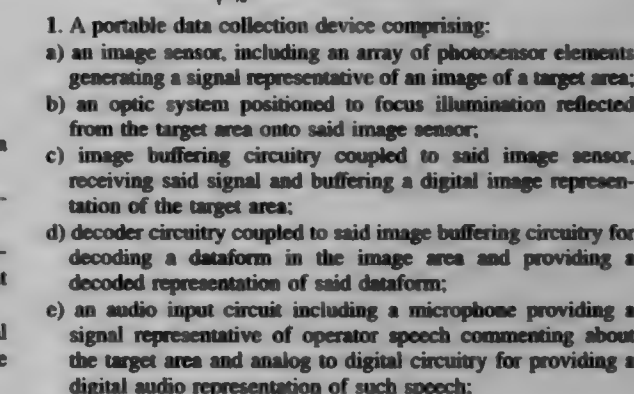 1. A portable data collection device comprising:
a) an image sensor, including an array of photosensor elements
generating a signal representative of an image of a target area;
b) an optic system positioned to focus illumination reflected
from the target area onto said image sensor;
c) image buffering circuitry coupled to said image sensor,
receiving said signal and buffering a digital image represen-
tation of the target area;
d) decoder circuitry coupled to said image buffering circuitry for
decoding a dataform in the image area and providing a
decoded representation of said dataform;
e) an audio input circuit including a microphone providing a
signal representative of operator speech commenting about
the target area and analog to digital circuitry for providing a
digital audio representation of such speech;